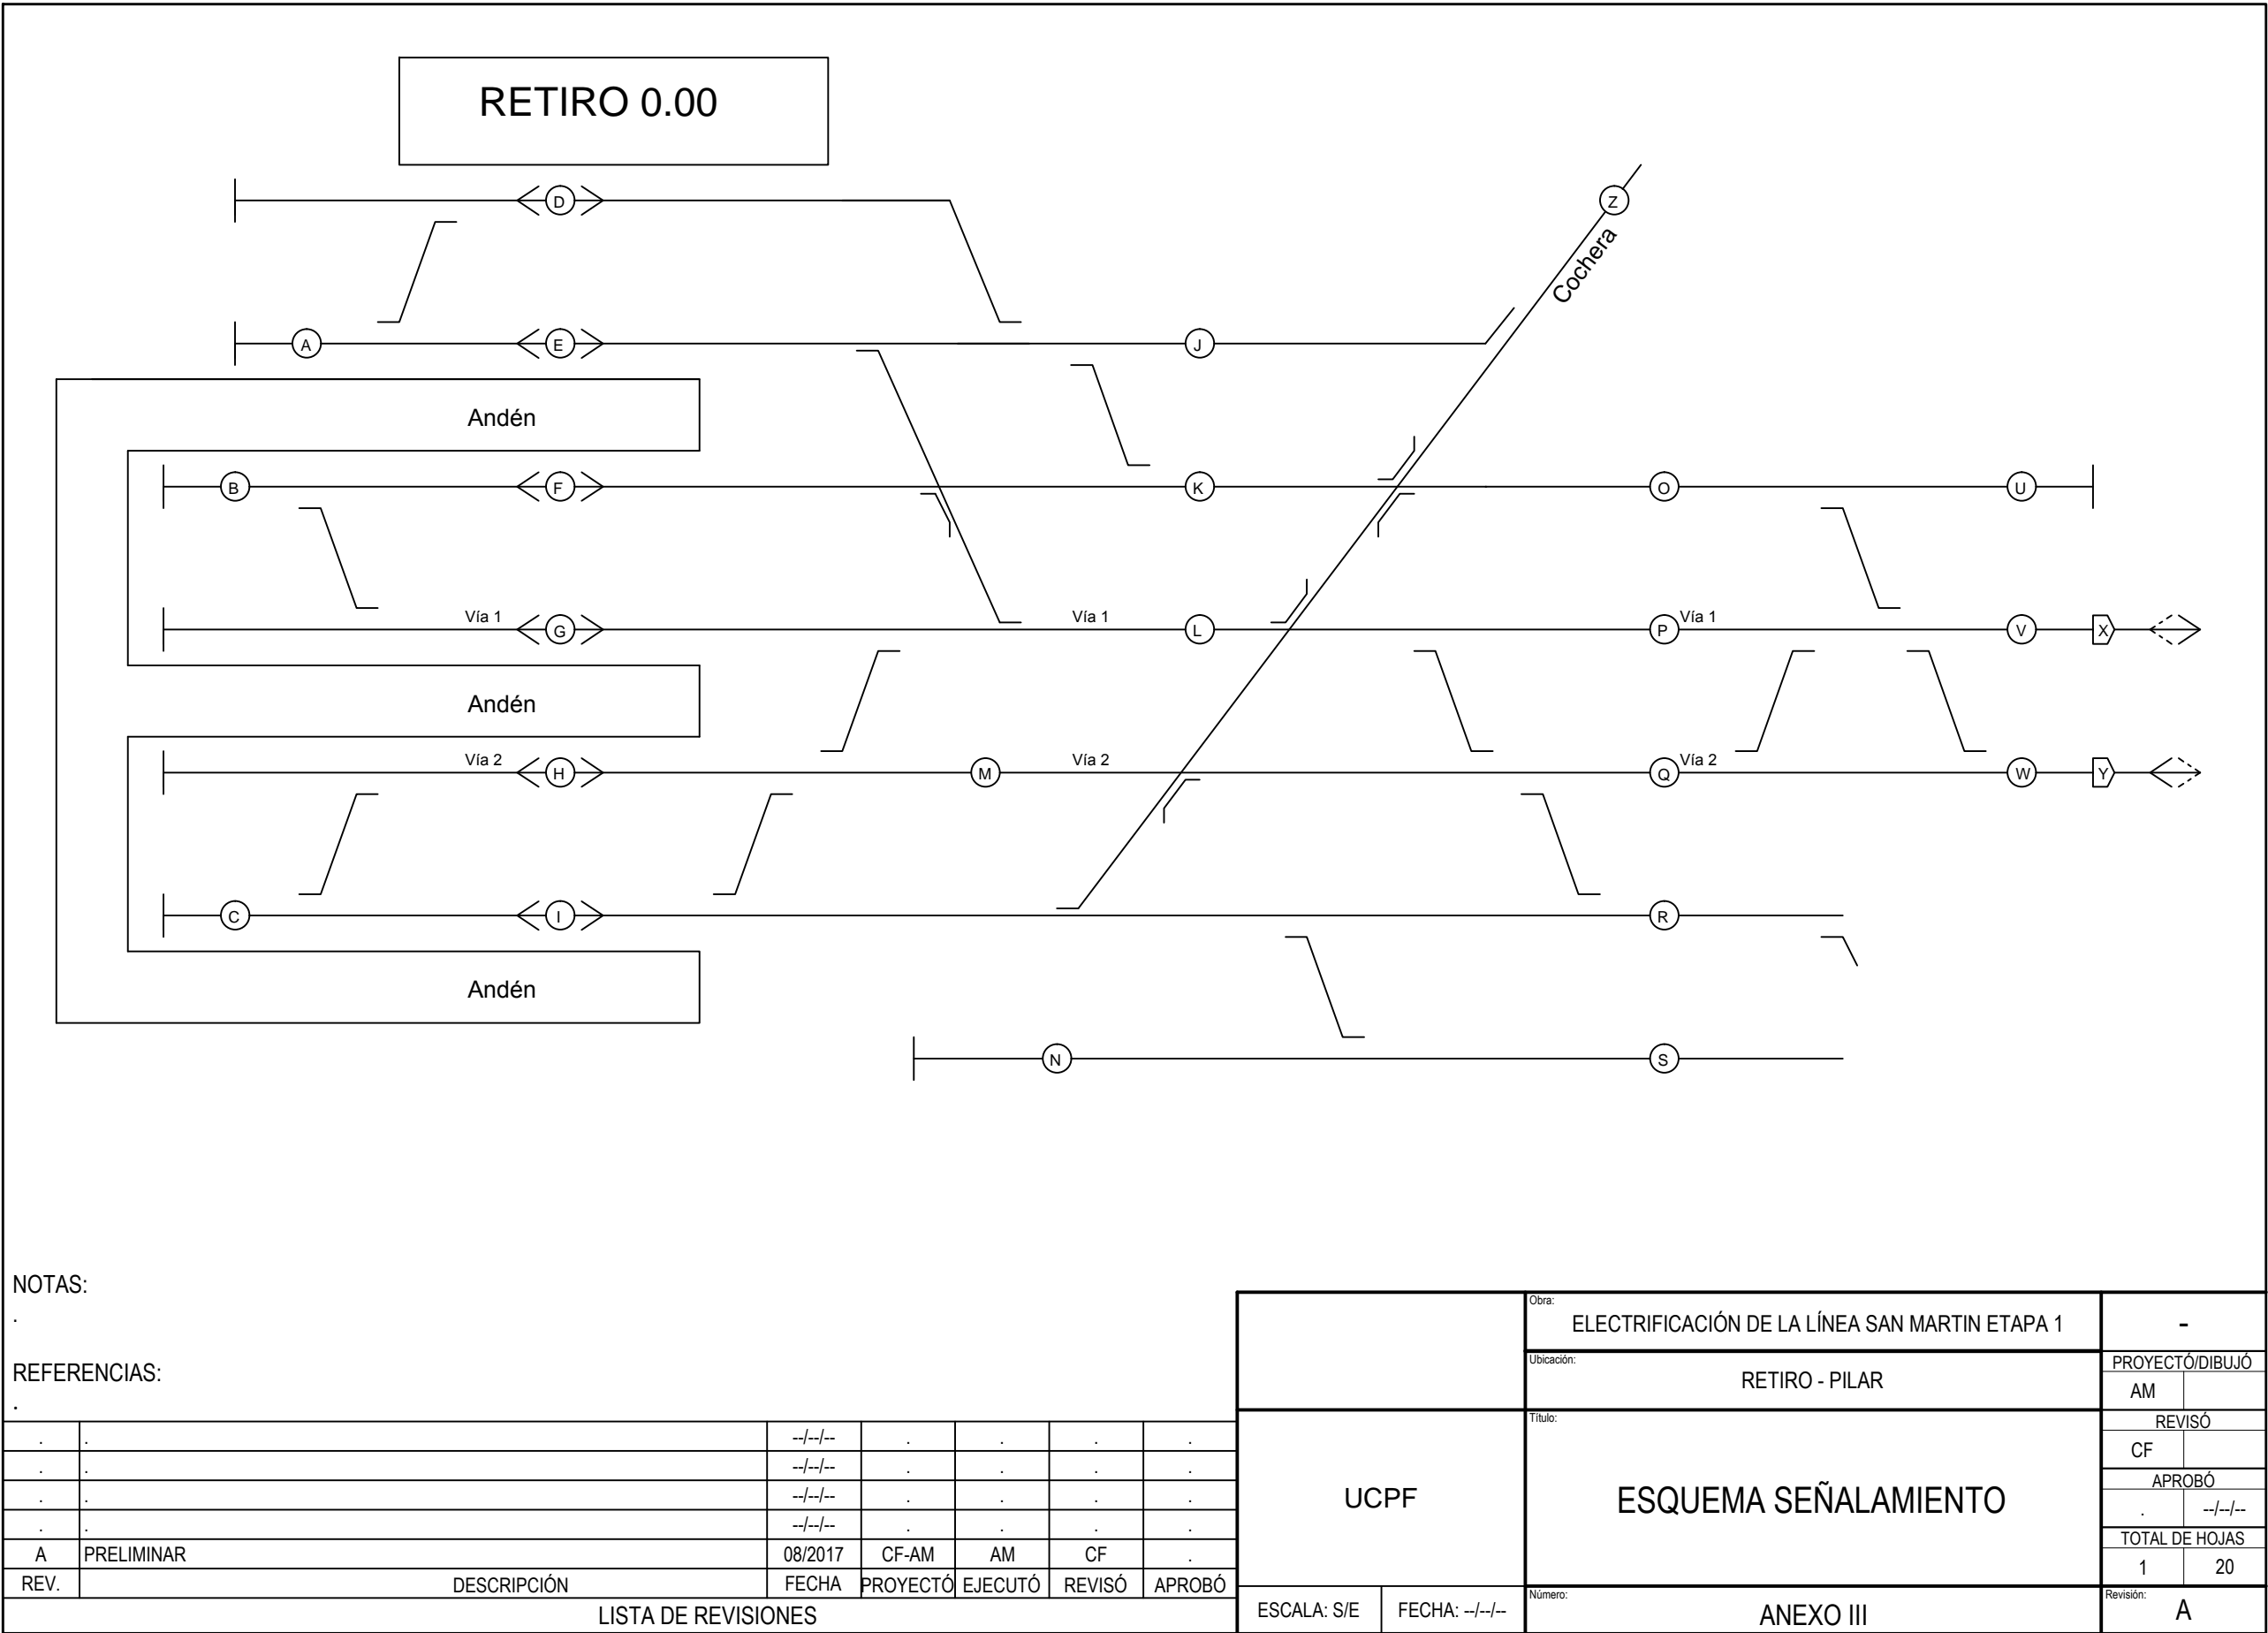 RETIRO 0.00
D
Z
Cochera
A
E
J
Andén
B
F
K
O
U
Vía 1
G
Vía 1
L
P
Vía 1
V
X
Andén
Vía 2
H
M
Vía 2
Q
Vía 2
W
Y
C
I
R
Andén
N
S
NOTAS:
.
REFERENCIAS:
.
. . --/--/-- . . . .
. . --/--/-- . . . .
. . --/--/-- . . . .
. . --/--/-- . . . .
A PRELIMINAR 08/2017 CF-AM AM CF .
REV. DESCRIPCIÓN FECHA PROYECTÓ EJECUTÓ REVISÓ APROBÓ
LISTA DE REVISIONES
UCPF
ESCALA: S/E FECHA: --/--/--
Obra:
ELECTRIFICACIÓN DE LA LÍNEA SAN MARTIN ETAPA 1
Ubicación:
RETIRO - PILAR
Título:
ESQUEMA SEÑALAMIENTO
Número:
ANEXO III
-
PROYECTÓ/DIBUJÓ
AM
REVISÓ
CF
APROBÓ
. --/--/--
TOTAL DE HOJAS
1 20
Revisión:
A